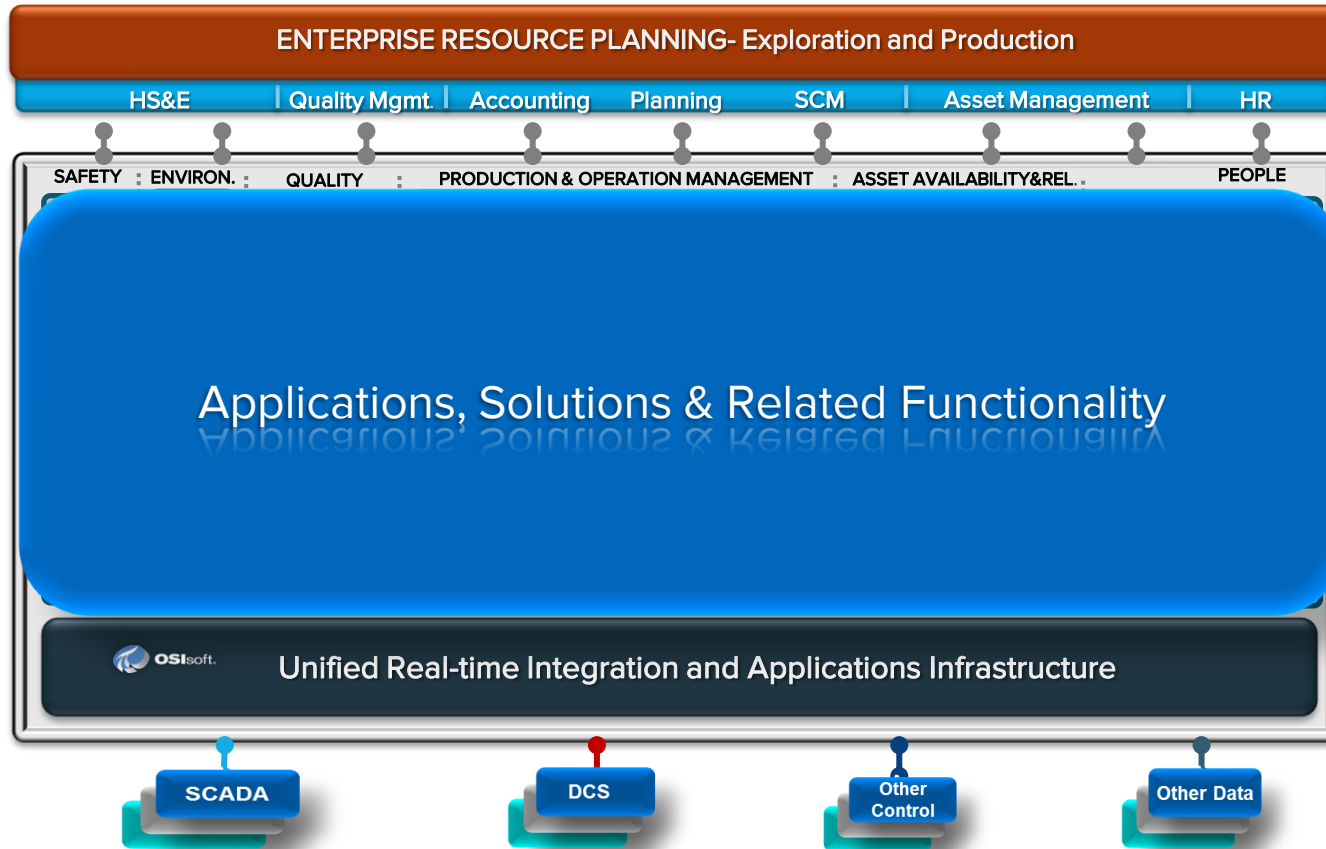 ENTERPRISE RESOURCE PLANNING- Exploration and Production
HS&E | Quality Mgmt. | Accounting Planning SCM | Asset Management | HR
SAFETY : ENVIRON. : QUALITY : PRODUCTION & OPERATION MANAGEMENT : ASSET AVAILABILITY&REL. : PEOPLE
Applications, Solutions & Related Functionality
OSIsoft. Unified Real-time Integration and Applications Infrastructure
SCADA DCS Other Control Other Data